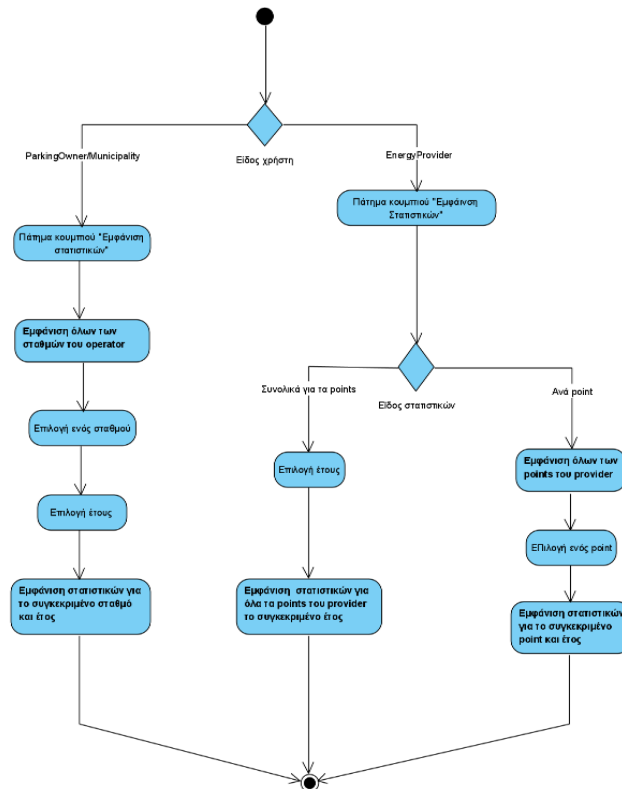 Είδος χρήστη
ParkingOwner/Municipality
EnergyProvider
Πάτημα κουμπιού "Εμφάνιση
στατιστικών"
Πάτημα κουμπιού "Εμφάινση
Στατιστικών"
Εμφάνιση όλων των
σταθμών του operator
Επιλογή ενός σταθμού
Επιλογή έτους
Εμφάνιση στατιστικών για
το συγκεκριμένο σταθμό
και έτος
Είδος στατιστικών
Συνολικά για τα points
Ανά point
Επιλογή έτους
Εμφάνιση στατιστικών για
όλα τα points του provider
το συγκεκριμένο έτος
Εμφάνιση όλων των
points του provider
ΕΠιλογή ενός point
Εμφάνιση στατιστικών
για το συγκεκριμένο
point και έτος